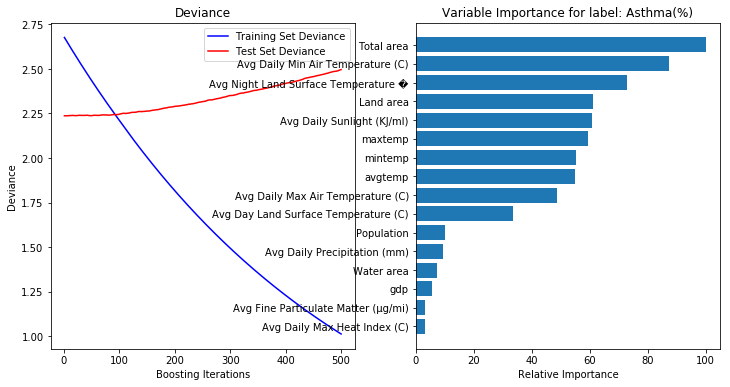 Deviance
Training Set Deviance
Test Set Deviance
2.75
2.50
2.25
2.00
1.75
1.50
1.25
1.00
Deviance
0
100
200
300
400
500
Boosting Iterations
Variable Importance for label: Asthma(%)
Total area
Avg Daily Min Air Temperature (C)
Avg Night Land Surface Temperature �
Land area
Avg Daily Sunlight (KJ/ml)
maxtemp
mintemp
avgtemp
Avg Daily Max Air Temperature (C)
Avg Day Land Surface Temperature (C)
Population
Avg Daily Precipitation (mm)
Water area
gdp
Avg Fine Particulate Matter (µg/mi)
Avg Daily Max Heat Index (C)
0
20
40
60
80
100
Relative Importance